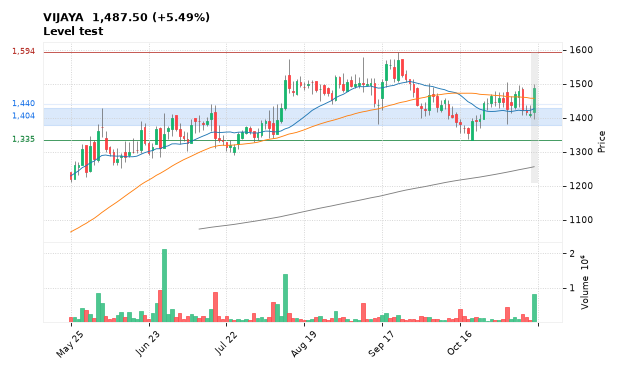 VIJAYA 1,487.50 (+5.49%)
Level test
1,594
1,440
1,404
1,335
1600
1500
1400
1300
1200
1100
Price
2
1
Volume 10⁶
May 25
Jun 23
Jul 22
Aug 19
Sep 17
Oct 16